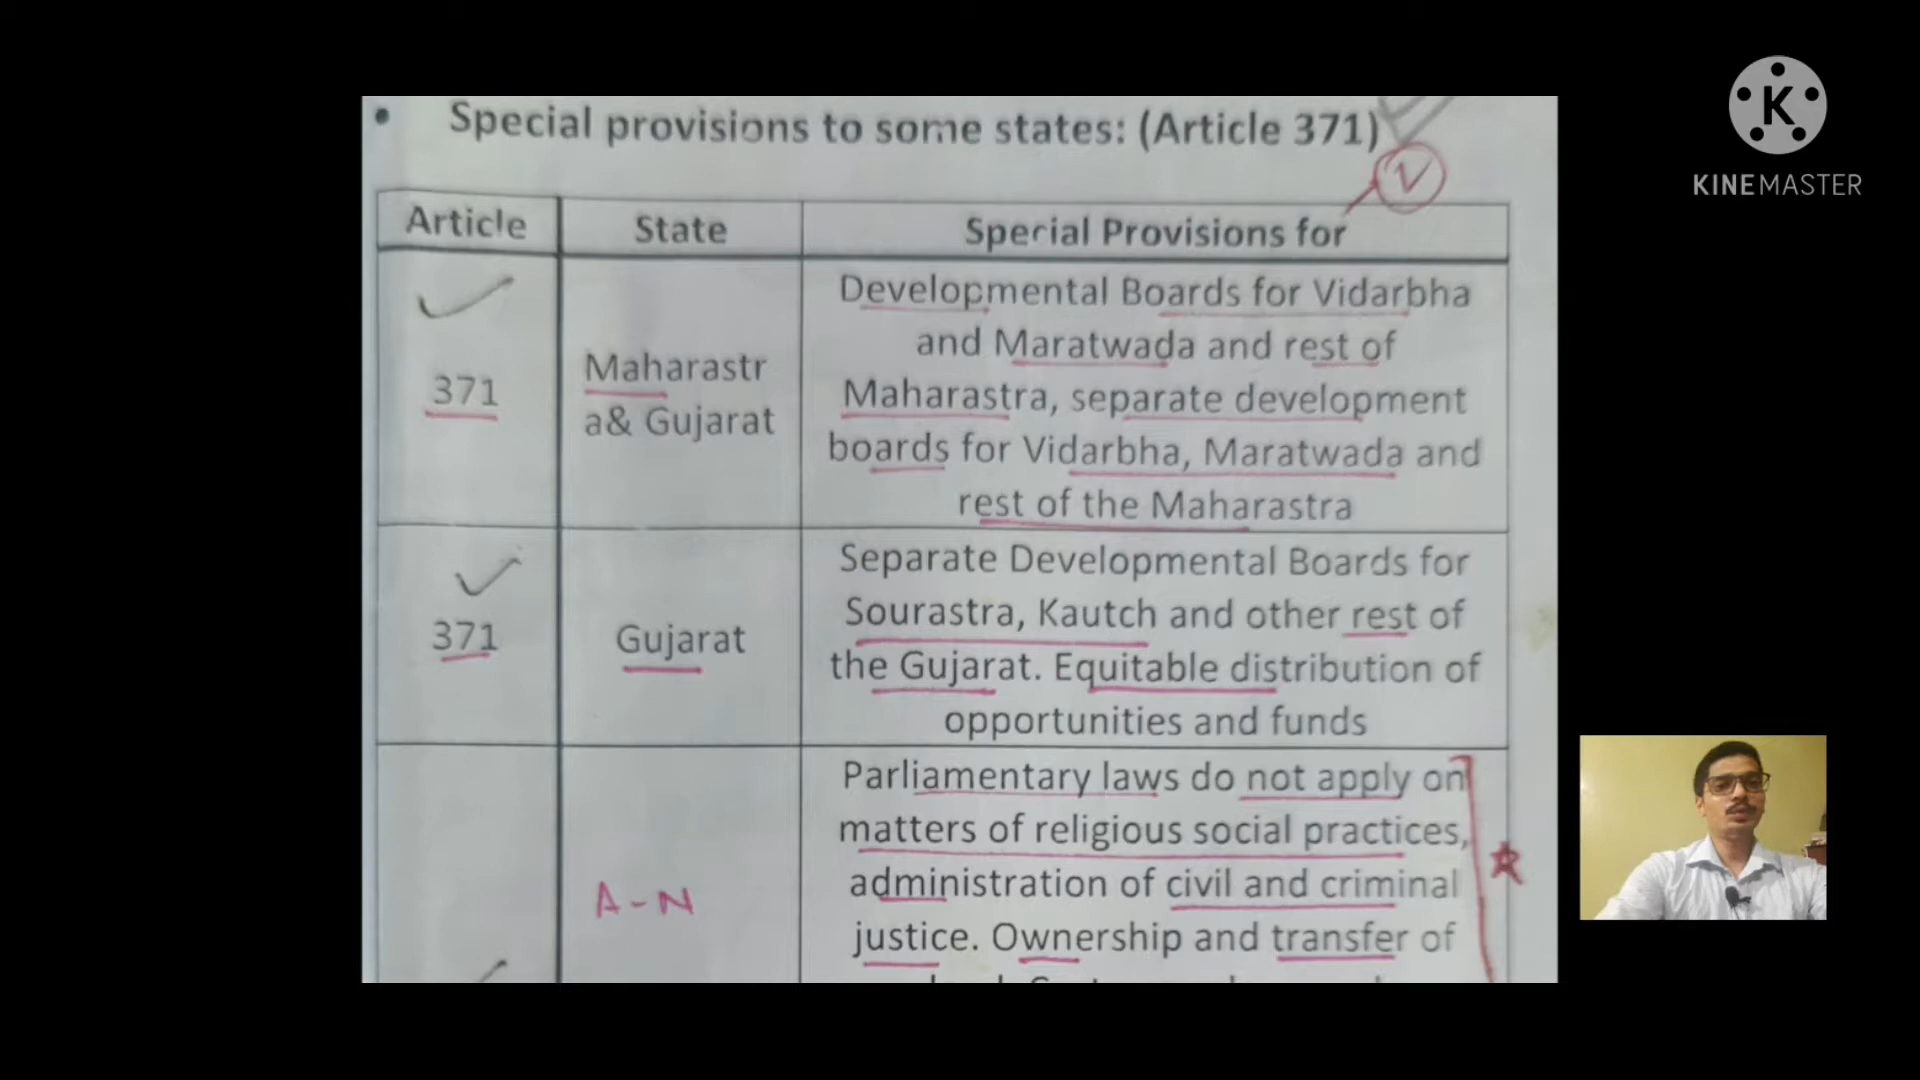 • Special provisions to some states: (Article 371)
V
Article State Special Provisions for
371
Maharastr
a& Gujarat
Developmental Boards for Vidarbha
and Maratwada and rest of
Maharastra, separate development
boards for Vidarbha, Maratwada and
rest of the Maharastra
371
Gujarat
Separate Developmental Boards for
Sourastra, Kautch and other rest of
the Gujarat. Equitable distribution of
opportunities and funds
A-N
Parliamentary laws do not apply on
matters of religious social practices,
administration of civil and criminal
justice. Ownership and transfer of
K
KINEMASTER